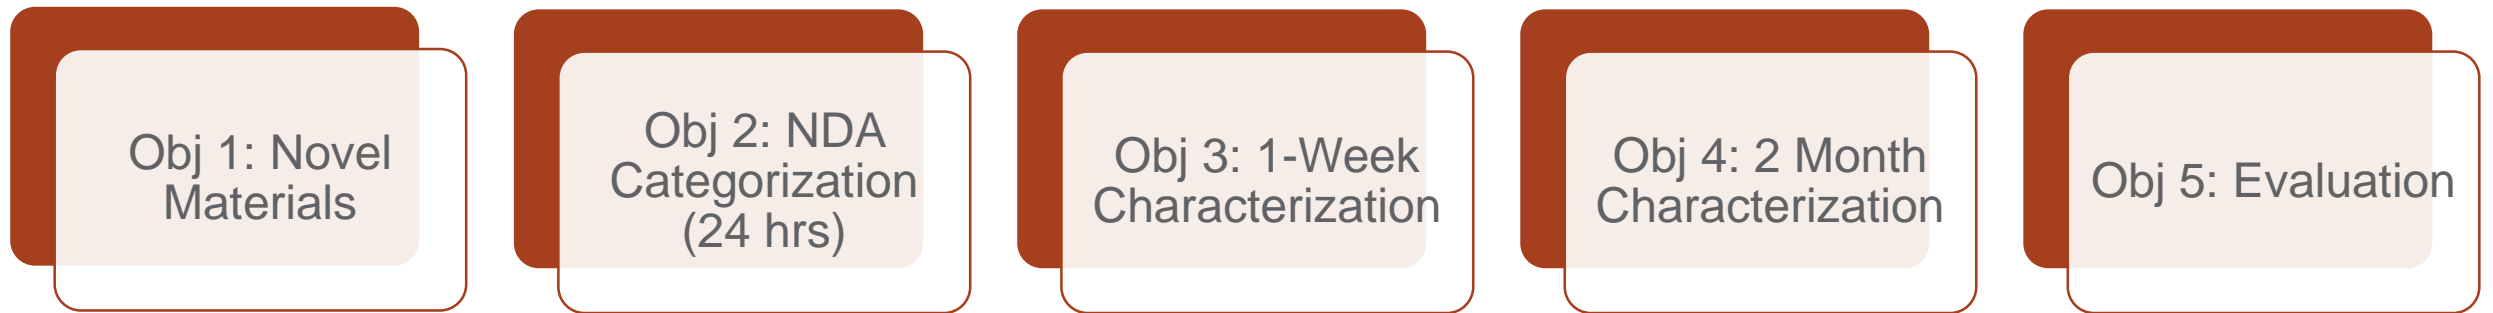 Obj 1: Novel
Materials
Obj 2: NDA
Categorization
(24 hrs)
Obj 3: 1-Week
Characterization
Obj 4: 2 Month
Characterization
Obj 5: Evaluation